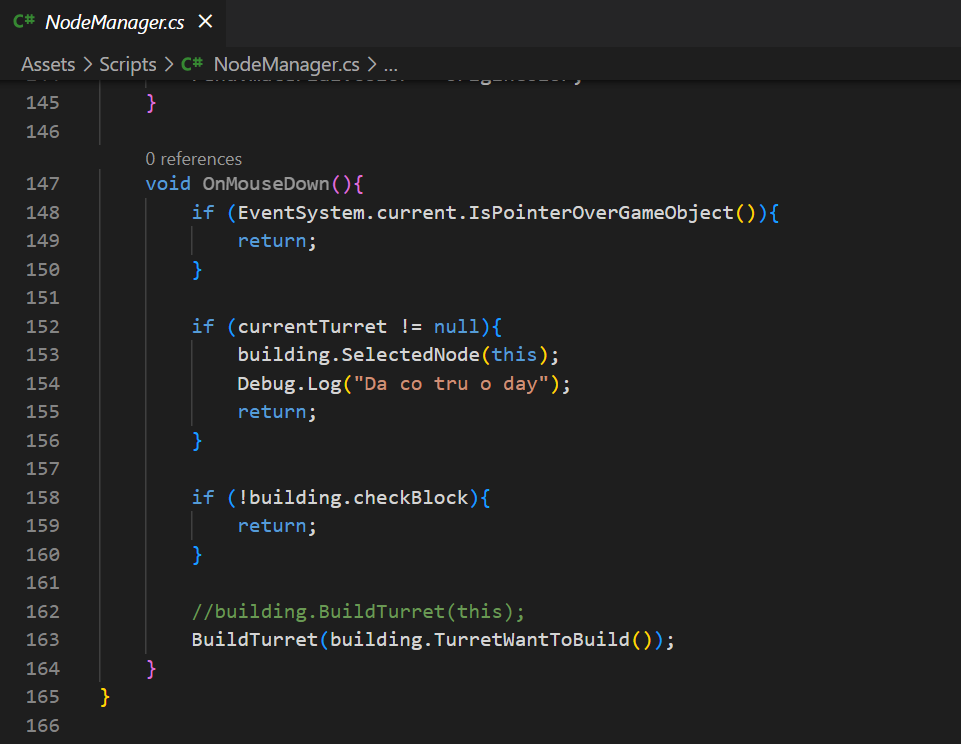 C# NodeManager.cs ×
Assets > Scripts > C# NodeManager.cs > ...
145 }
146
0 references
147 void OnMouseDown(){
148 if (EventSystem.current.IsPointerOverGameObject()){
149 return;
150 }
151
152 if (currentTurret != null){
153 building.SelectedNode(this);
154 Debug.Log("Da co tru o day");
155 return;
156 }
157
158 if (!building.checkBlock){
159 return;
160 }
161
162 //building.BuildTurret(this);
163 BuildTurret(building.TurretWantToBuild());
164 }
165 }
166